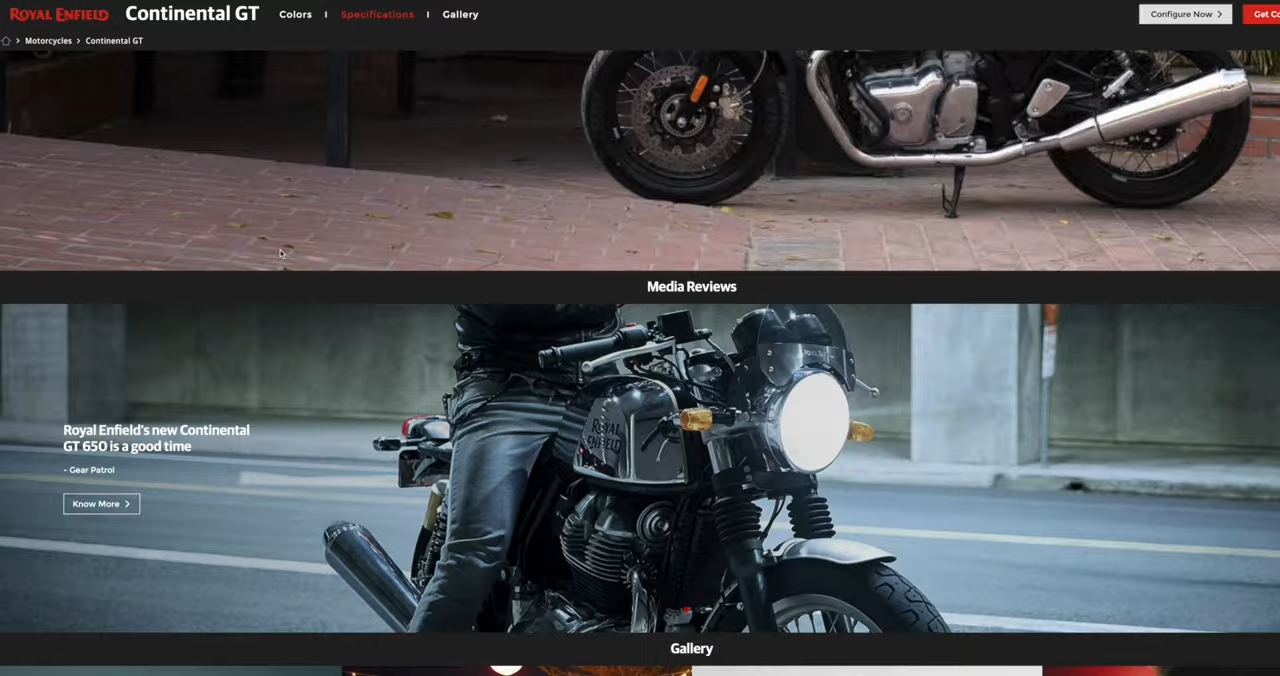 ROYAL ENFIELD
Continental GT
Colors
Specifications
Gallery
Configure Now
Get Co
Motorcycles > Continental GT
Media Reviews
Royal Enfield's new Continental
GT 650 is a good time
- Gear Patrol
Know More
ROYAL
ENFIELD
Gallery